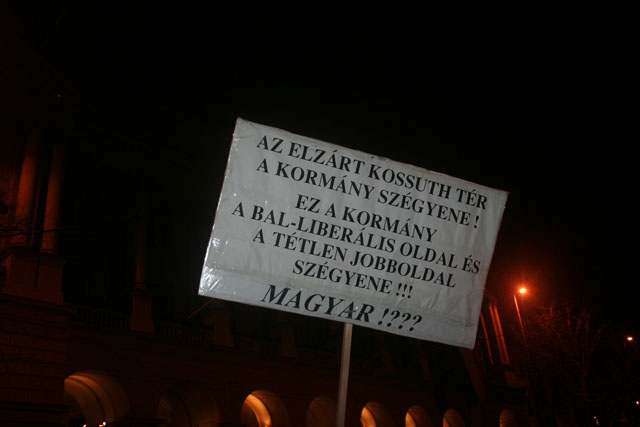 AZ ELZÁRT KOSSUTH TÉR
A KORMÁNY SZÉGYENE !
EZ A KORMÁNY
A BAL-LIBERÁLIS OLDAL ÉS
A TÉTLEN JOBBOLDAL
SZÉGYENE !!!
MAGYAR !????